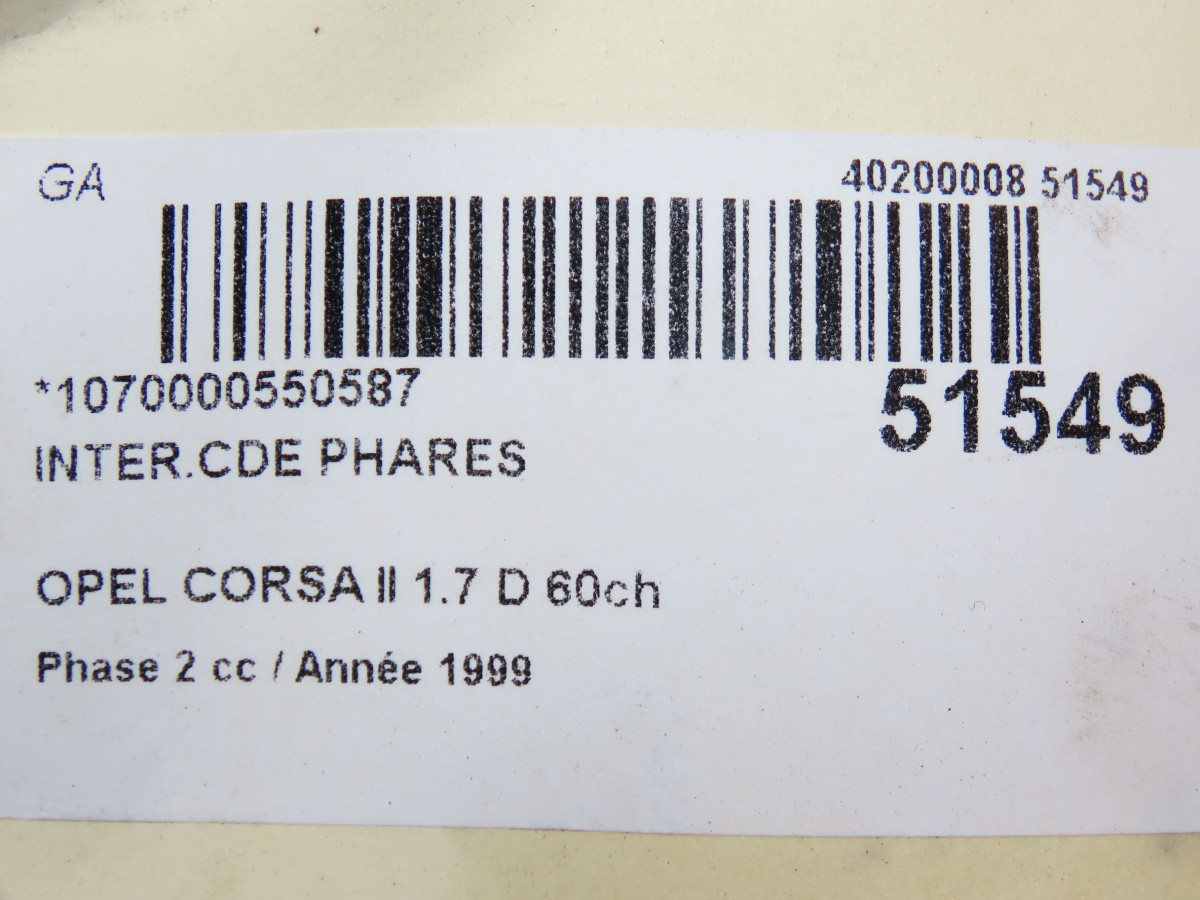 GA
40200008 51549
*1070000550587
51549
INTER.CDE PHARES
OPEL CORSA II 1.7 D 60ch
Phase 2 cc / Année 1999